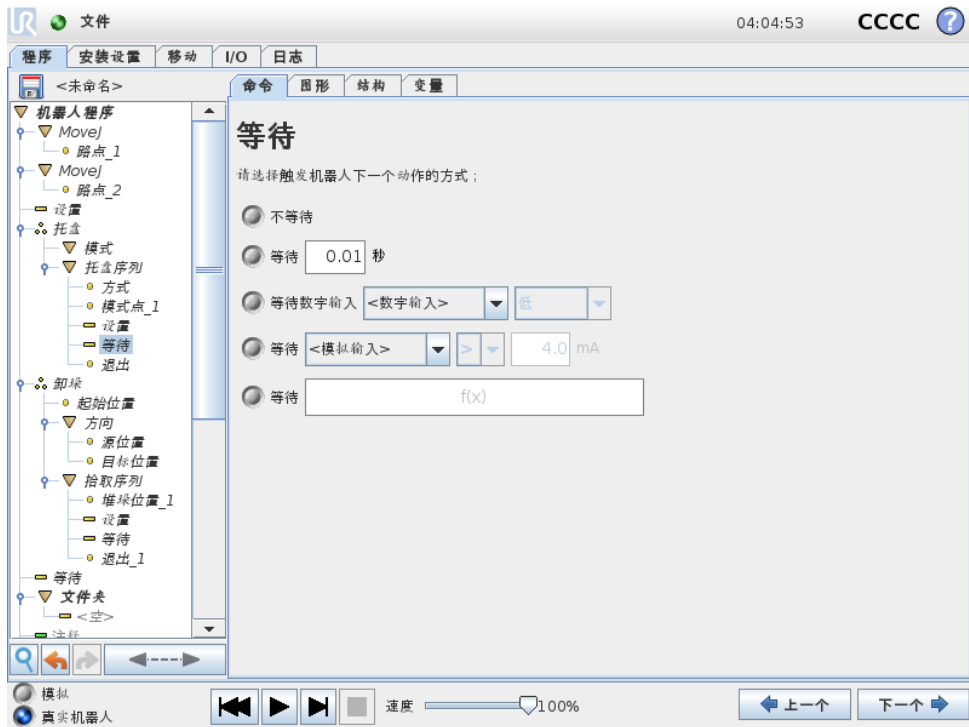 UR 文件 04:04:53 CCCC ?
程序 安装设置 移动 I/O 日志
<未命名> 命令 图形 结构 变量
机器人程序
MoveJ
路点_1
MoveJ
路点_2
设置
托盘
模式
托盘序列
方式
模式点_1
设置
等待
退出
卸垛
起始位置
方向
源位置
目标位置
拾取序列
堆垛位置_1
设置
等待
退出_1
等待
文件夹
<空>
注释
等待
请选择触发机器人下一个动作的方式；
不等待
等待 0.01 秒
等待数字输入 <数字输入> 低
等待 <模拟输入> > 4.0 mA
等待 f(x)
模拟
真实机器人
速度 100%
上一个 下一个